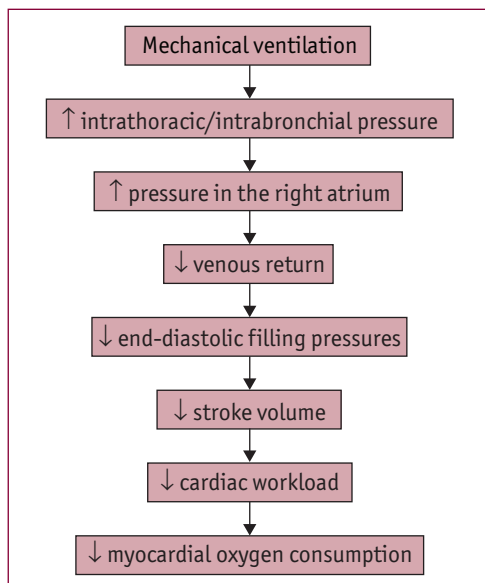 Mechanical ventilation
↑ intrathoracic/intrabronchial pressure
↑ pressure in the right atrium
↓ venous return
↓ end-diastolic filling pressures
↓ stroke volume
↓ cardiac workload
↓ myocardial oxygen consumption